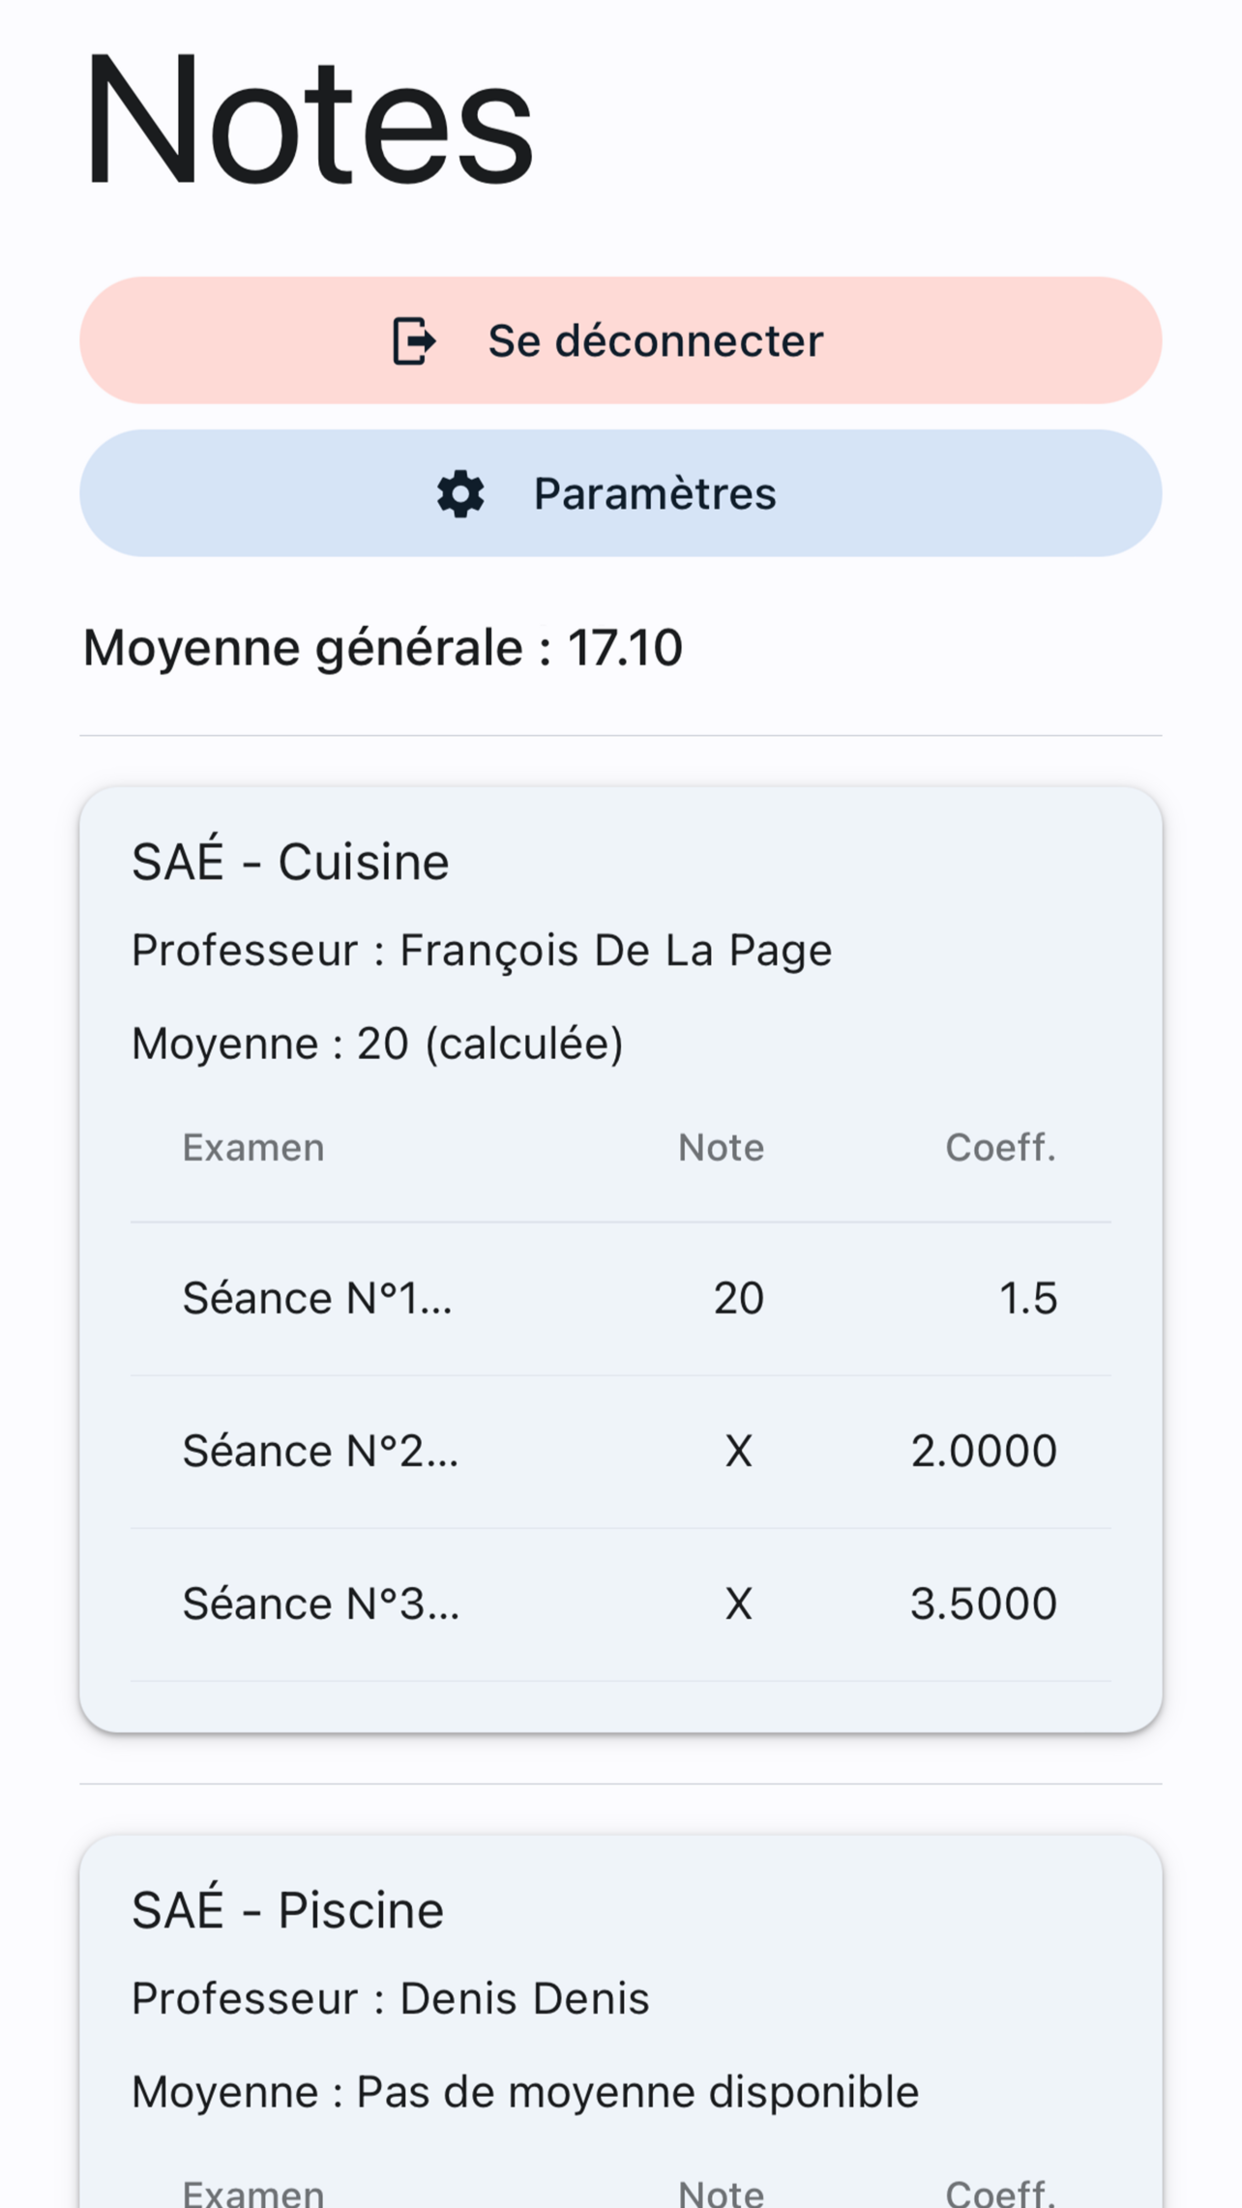 Notes
Se déconnecter
Paramètres
Moyenne générale : 17.10
SAÉ - Cuisine
Professeur : François De La Page
Moyenne : 20 (calculée)
Examen Note Coeff.
Séance N°1... 20 1.5
Séance N°2... X 2.0000
Séance N°3... X 3.5000
SAÉ - Piscine
Professeur : Denis Denis
Moyenne : Pas de moyenne disponible
Examen Note Coeff.